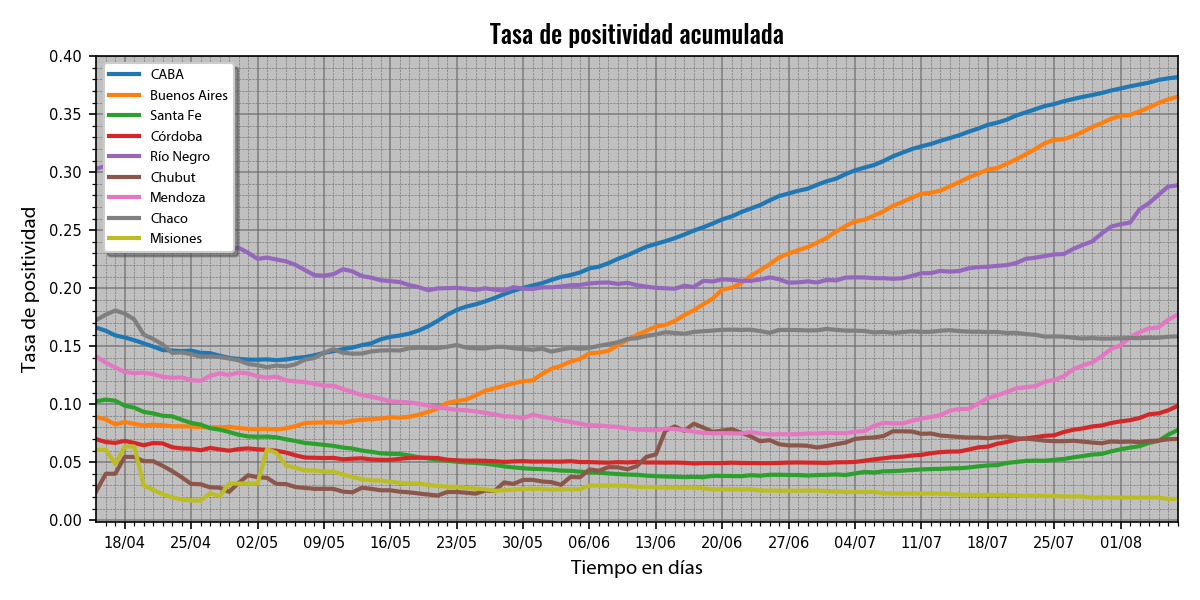 Tasa de positividad acumulada
0.40
0.35
0.30
0.25
0.20
0.15
0.10
0.05
0.00
Tasa de positividad
CABA
Buenos Aires
Santa Fe
Córdoba
Río Negro
Chubut
Mendoza
Chaco
Misiones
18/04 25/04 02/05 09/05 16/05 23/05 30/05 06/06 13/06 20/06 27/06 04/07 11/07 18/07 25/07 01/08
Tiempo en días